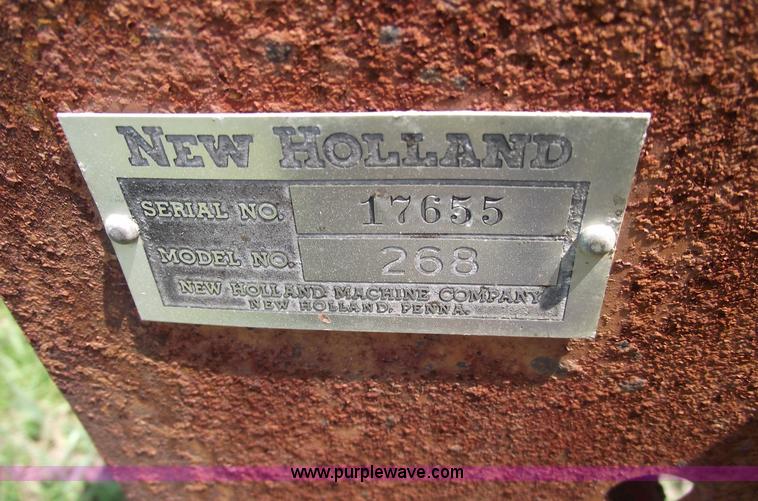 NEW HOLLAND
SERIAL NO. 17655
MODEL NO. 268
NEW HOLLAND MACHINE COMPANY
NEW HOLLAND, PENNA.
www.purplewave.com